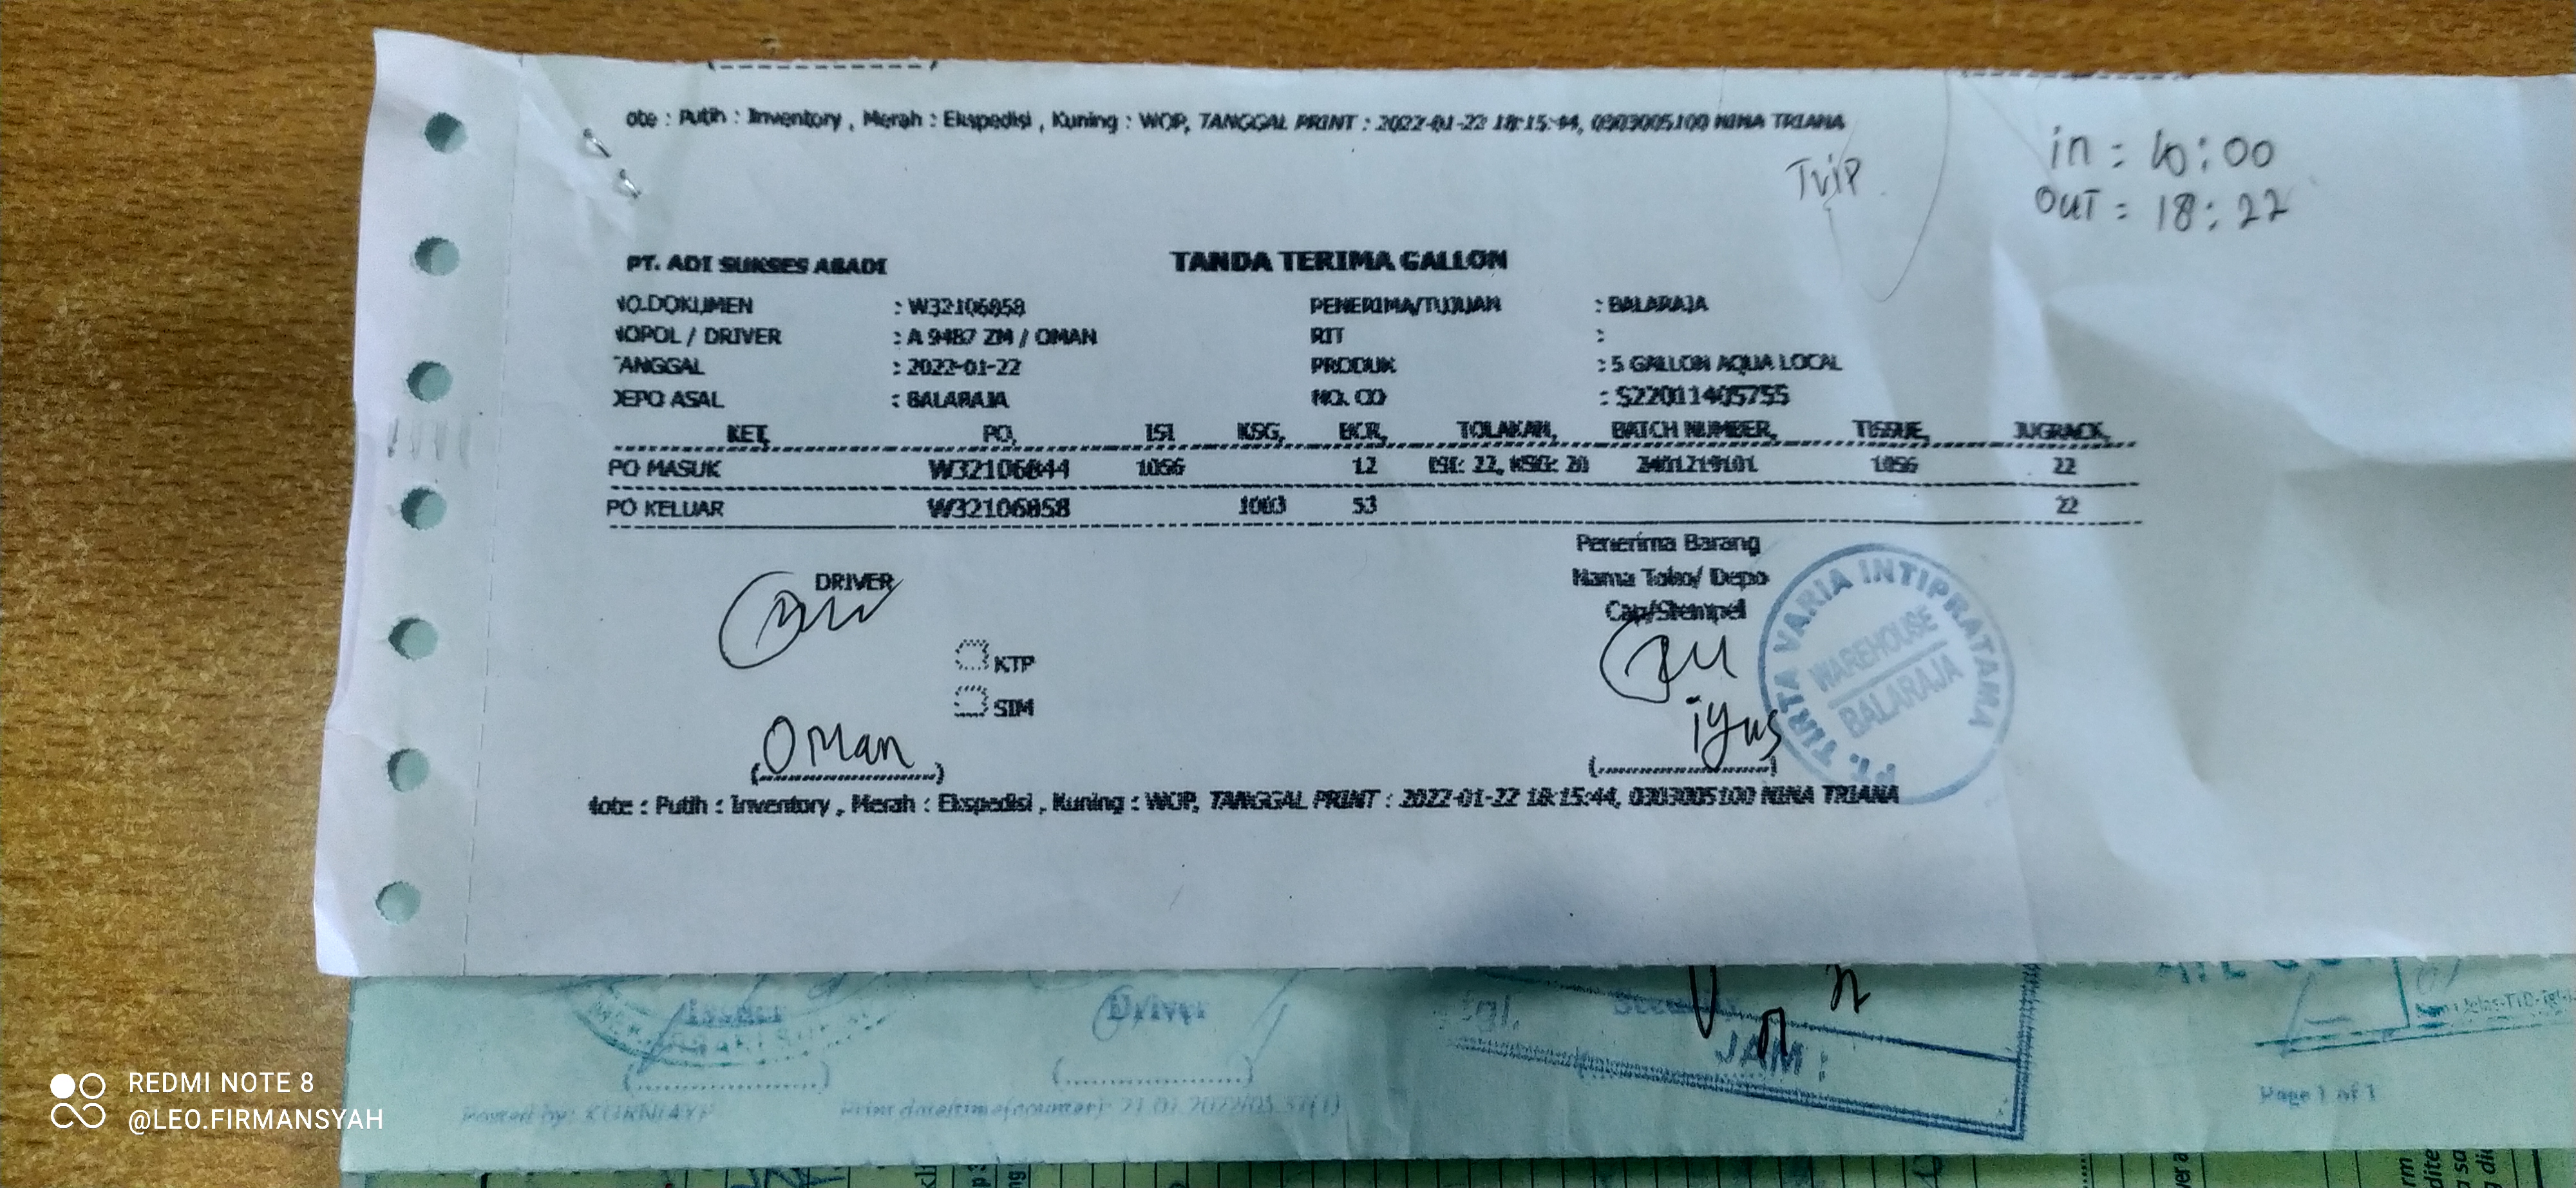 ote : Putih : Inventory , Merah : Ekspedisi , Kuning : WOP, TANGGAL PRINT : 2022-01-22 18:15:44, 0303005100 NINA TRIANA
TviP
in : 10:00
OUT = 18:22
PT. ADI SUKSES ABADI
TANDA TERIMA GALLON
NO.DOKUMEN : W32106858 PENERIMA/TUJUAN : BALARAJA
NOPOL / DRIVER : A 9487 ZM / OMAN RIT :
TANGGAL : 2022-01-22 PRODUK : 5 GALLON AQUA LOCAL
DEPO ASAL : BALARAJA NO. CO : S22011405755
KET, PO, ISI KSG, BCR, TOLAKAN, BATCH NUMBER, TISSUE, JUGRACK,
PO MASUK W32106844 1056 12 ISI: 22, KSG: 20 2401219101 1056 22
PO KELUAR W32106858 1003 53 22
DRIVER
Penerima Barang
Nama Toko/ Depo
Cap/Stempel
KTP
SIM
Oman
iyus
PT. TIRTA VARIA INTIPRATAMA
WAREHOUSE
BALARAJA
Note : Putih : Inventory , Merah : Ekspedisi , Kuning : WOP, TANGGAL PRINT : 2022-01-22 18:15:44, 0303005100 NINA TRIANA
Issuer Driver Tgl. Security
JAM :
Page 1 of 1
REDMI NOTE 8
@LEO.FIRMANSYAH